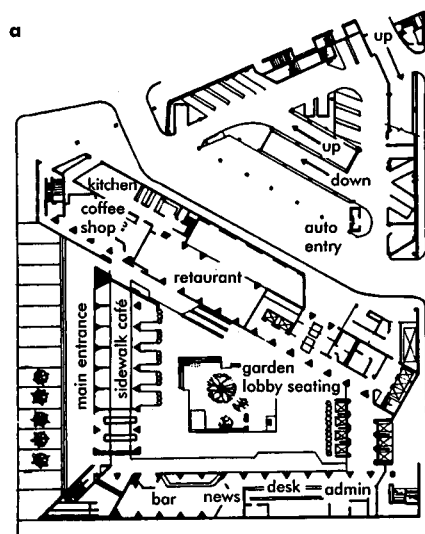 a
up
up
down
auto
entry
kitchen
coffee
shop
retaurant
main entrance
sidewalk café
garden
lobby seating
bar
news
desk
admin